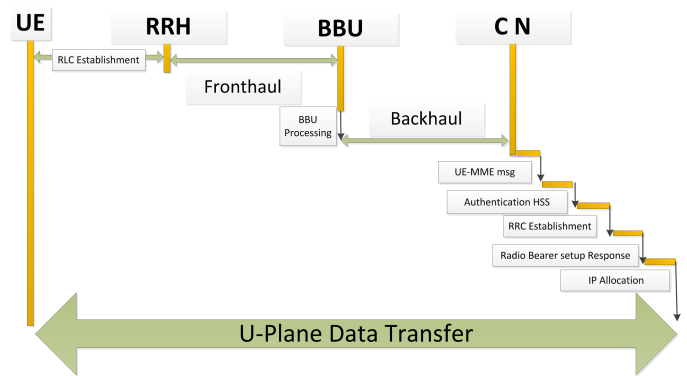 UE
RRH
BBU
C N
RLC Establishment
Fronthaul
BBU
Processing
Backhaul
UE-MME msg
Authentication HSS
RRC Establishment
Radio Bearer setup Response
IP Allocation
U-Plane Data Transfer